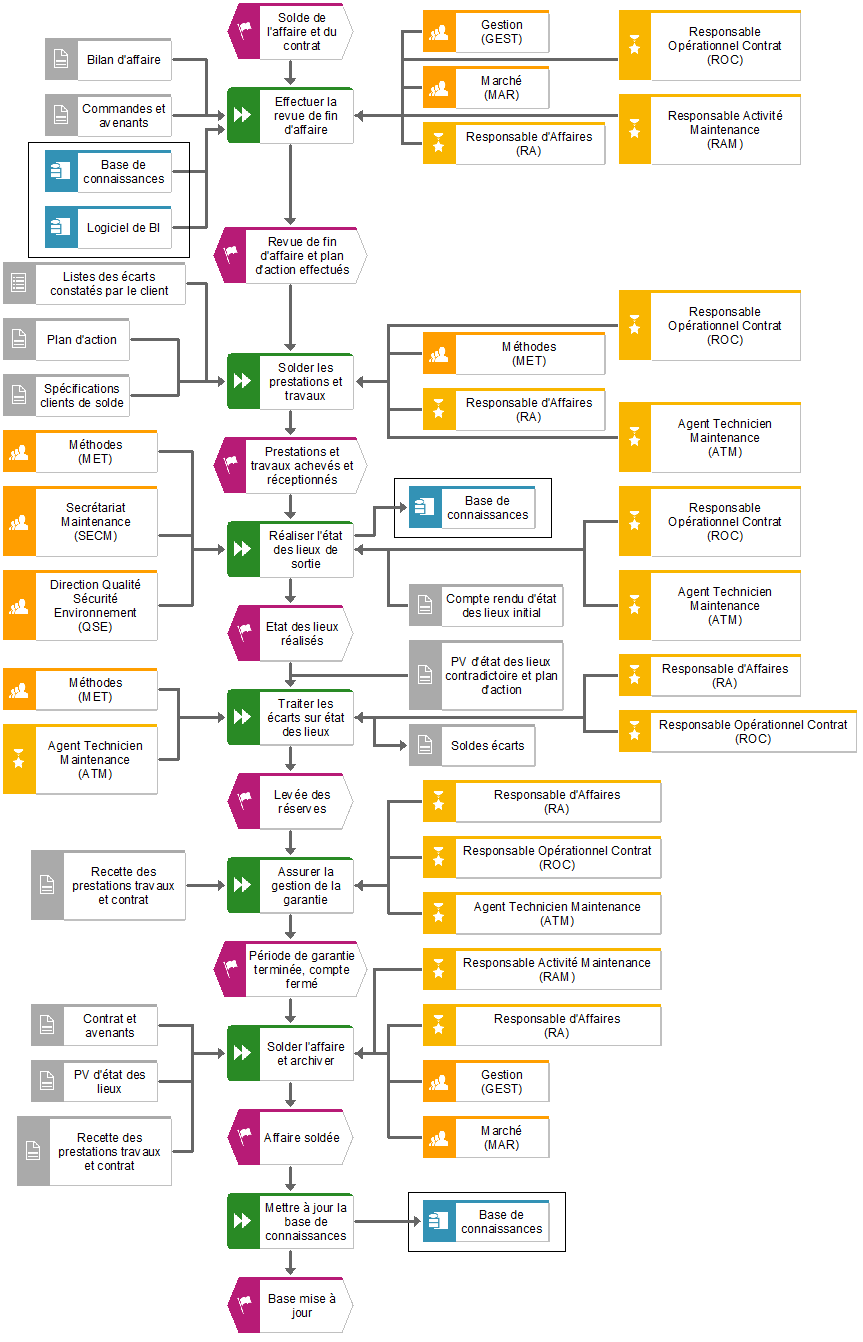 Solde de
l'affaire et du
contrat
Gestion
(GEST)
Responsable
Opérationnel Contrat
(ROC)
Bilan d'affaire
Marché
(MAR)
Commandes et
avenants
Effectuer la
revue de fin
d'affaire
Responsable Activité
Maintenance
(RAM)
Responsable d'Affaires
(RA)
Base de
connaissances
Logiciel de BI
Revue de fin
d'affaire et plan
d'action effectués
Listes des écarts
constatés par le client
Responsable
Opérationnel Contrat
(ROC)
Plan d'action
Méthodes
(MET)
Solder les
prestations et
travaux
Spécifications
clients de solde
Responsable d'Affaires
(RA)
Agent Technicien
Maintenance
(ATM)
Méthodes
(MET)
Prestations et
travaux achevés et
réceptionnés
Secrétariat
Maintenance
(SECM)
Base de
connaissances
Responsable
Opérationnel Contrat
(ROC)
Réaliser l'état
des lieux de
sortie
Direction Qualité
Sécurité
Environnement
(QSE)
Compte rendu d'état
des lieux initial
Agent Technicien
Maintenance
(ATM)
Etat des lieux
réalisés
PV d'état des lieux
contradictoire et plan
d'action
Responsable d'Affaires
(RA)
Méthodes
(MET)
Traiter les
écarts sur état
des lieux
Responsable Opérationnel Contrat
(ROC)
Agent Technicien
Maintenance
(ATM)
Soldes écarts
Levée des
réserves
Responsable d'Affaires
(RA)
Responsable Opérationnel Contrat
(ROC)
Recette des
prestations travaux
et contrat
Assurer la
gestion de la
garantie
Agent Technicien Maintenance
(ATM)
Période de garantie
terminée, compte
fermé
Responsable Activité Maintenance
(RAM)
Contrat et
avenants
Responsable d'Affaires
(RA)
Solder l'affaire
et archiver
PV d'état des
lieux
Gestion
(GEST)
Recette des
prestations travaux
et contrat
Affaire soldée
Marché
(MAR)
Mettre à jour la
base de
connaissances
Base de
connaissances
Base mise à
jour